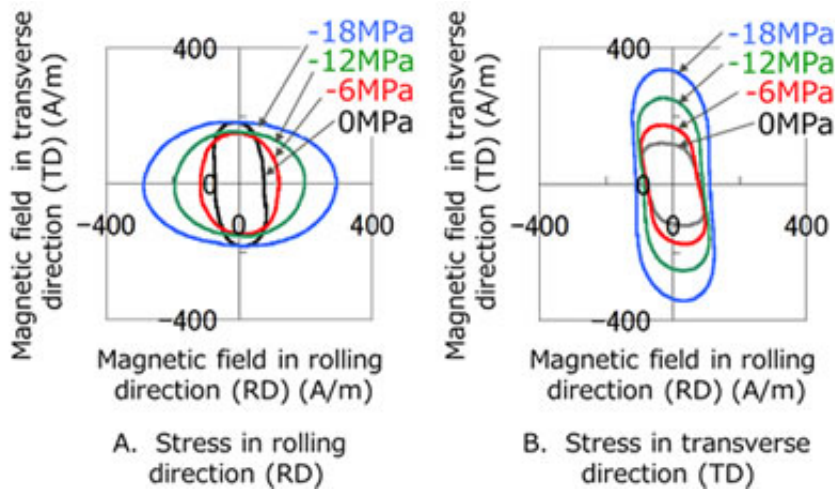 Magnetic field in transverse
direction (TD) (A/m)
-18MPa
-12MPa
-6MPa
0MPa
400
0
-400
0
400
-400
Magnetic field in rolling
direction (RD) (A/m)
A. Stress in rolling
direction (RD)
Magnetic field in transverse
direction (TD) (A/m)
-18MPa
-12MPa
-6MPa
0MPa
400
0
-400
0
400
-400
Magnetic field in rolling
direction (RD) (A/m)
B. Stress in transverse
direction (TD)